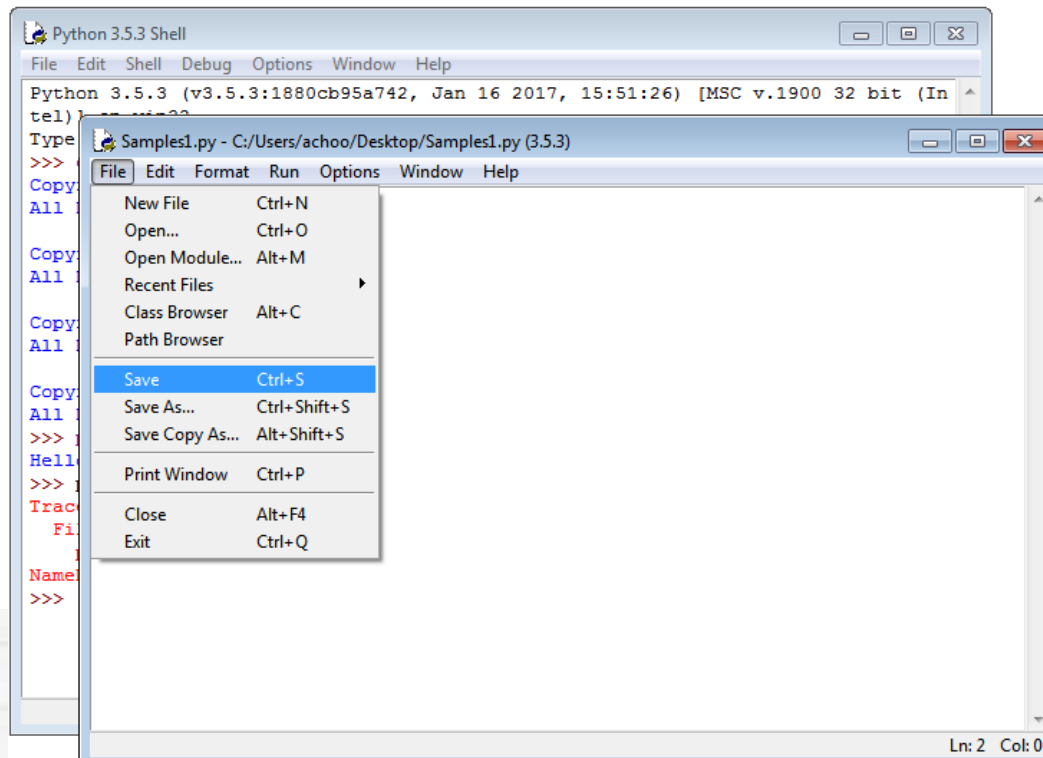 Python 3.5.3 Shell
File Edit Shell Debug Options Window Help
Python 3.5.3 (v3.5.3:1880cb95a742, Jan 16 2017, 15:51:26) [MSC v.1900 32 bit (In
tel)]
Type
>>>
All
All
All
All
>>>
>>>
>>>
Samples1.py - C:/Users/achoo/Desktop/Samples1.py (3.5.3)
File Edit Format Run Options Window Help
New File Ctrl+N
Open... Ctrl+O
Open Module... Alt+M
Recent Files
Class Browser Alt+C
Path Browser
Save Ctrl+S
Save As... Ctrl+Shift+S
Save Copy As... Alt+Shift+S
Print Window Ctrl+P
Close Alt+F4
Exit Ctrl+Q
Ln: 2 Col: 0